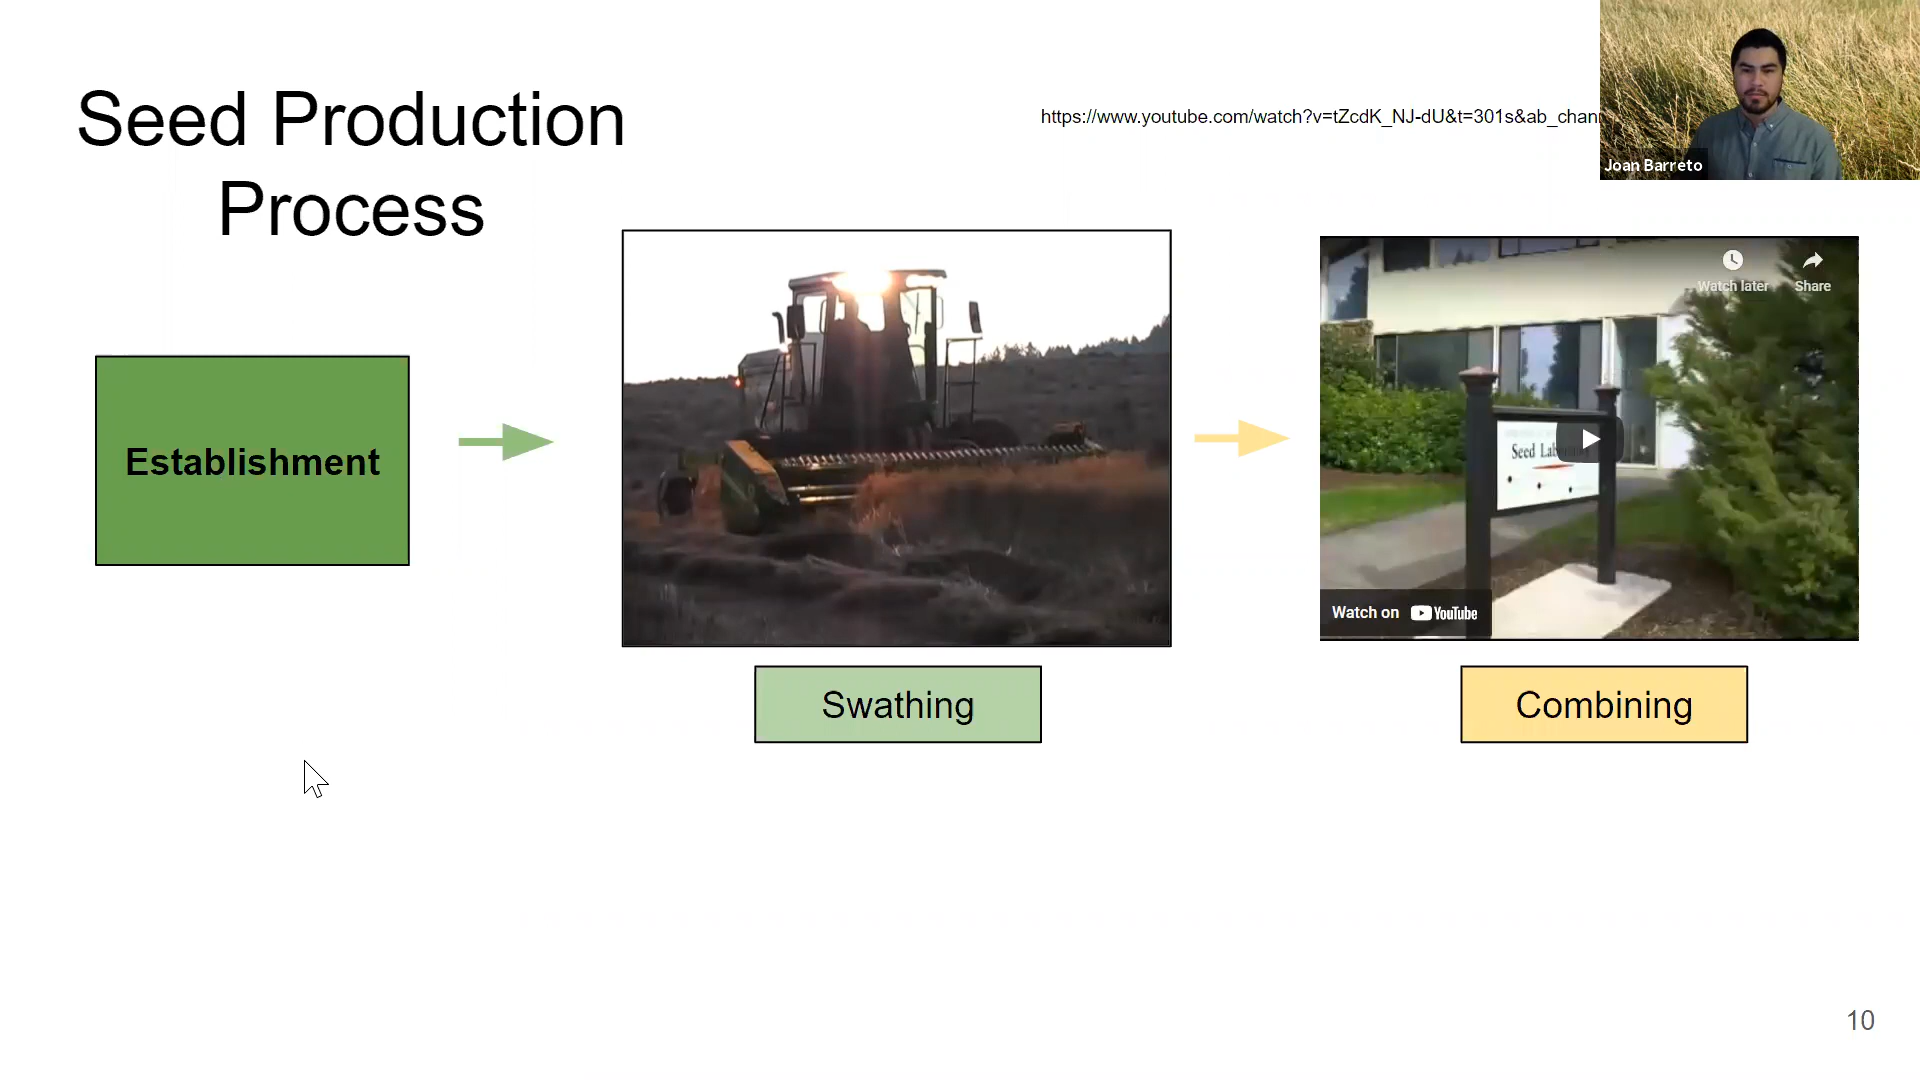 Seed Production
Process
https://www.youtube.com/watch?v=tZcdK_NJ-dU&t=301s&ab_chan
Joan Barreto
Watch later
Share
Establishment
Seed
Watch on YouTube
Swathing
Combining
10